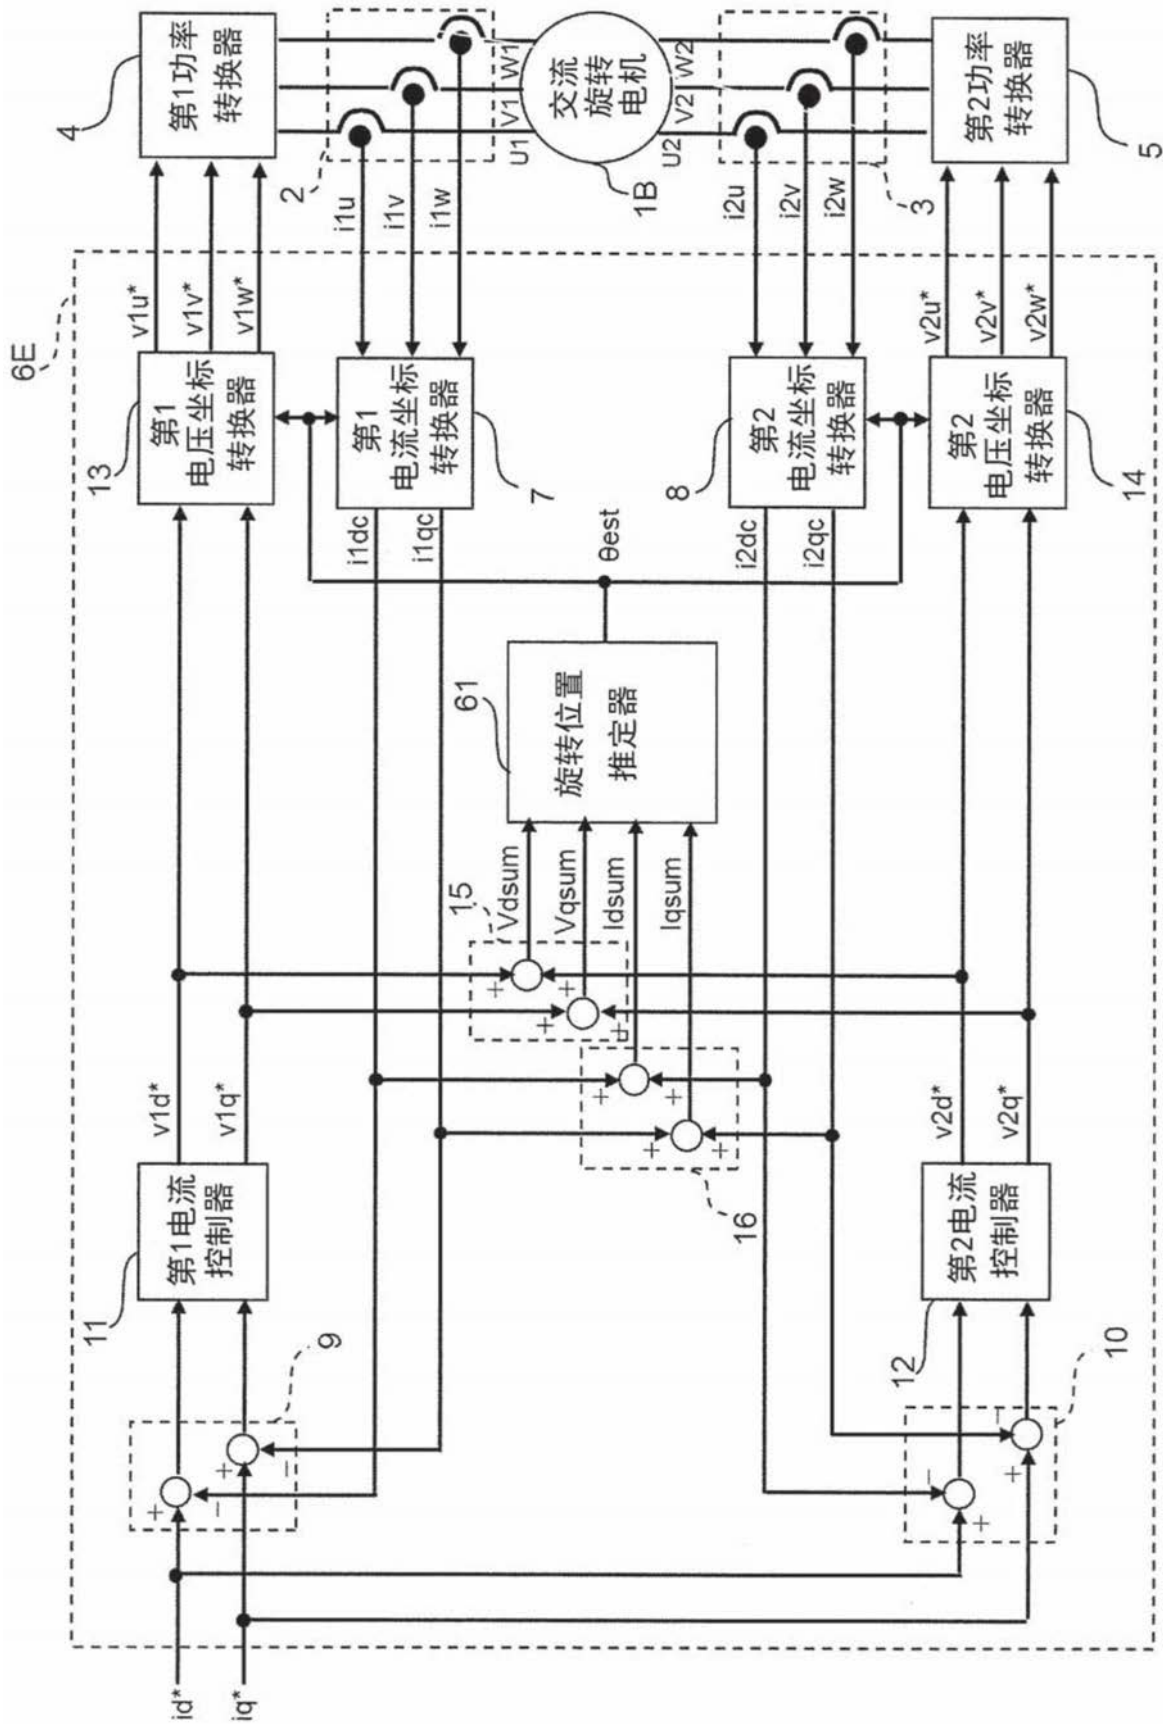 6E
id*
iq*
+
−
+
−
9
11
第1电流
控制器
v1d*
v1q*
13
第1
电压坐标
转换器
v1u*
v1v*
v1w*
4
第1功率
转换器
i1dc
i1qc
7
第1
电流坐标
转换器
i1u
i1v
i1w
2
U1
V1
W1
+
+
+
+
15
Vdsum
Vqsum
Idsum
Iqsum
+
+
+
+
16
61
旋转位置
推定器
θest
交流
旋转
电机
1B
U2
V2
W2
i2dc
i2qc
8
第2
电流坐标
转换器
i2u
i2v
i2w
3
−
+
−
+
10
12
第2电流
控制器
v2d*
v2q*
第2
电压坐标
转换器
14
v2u*
v2v*
v2w*
第2功率
转换器
5